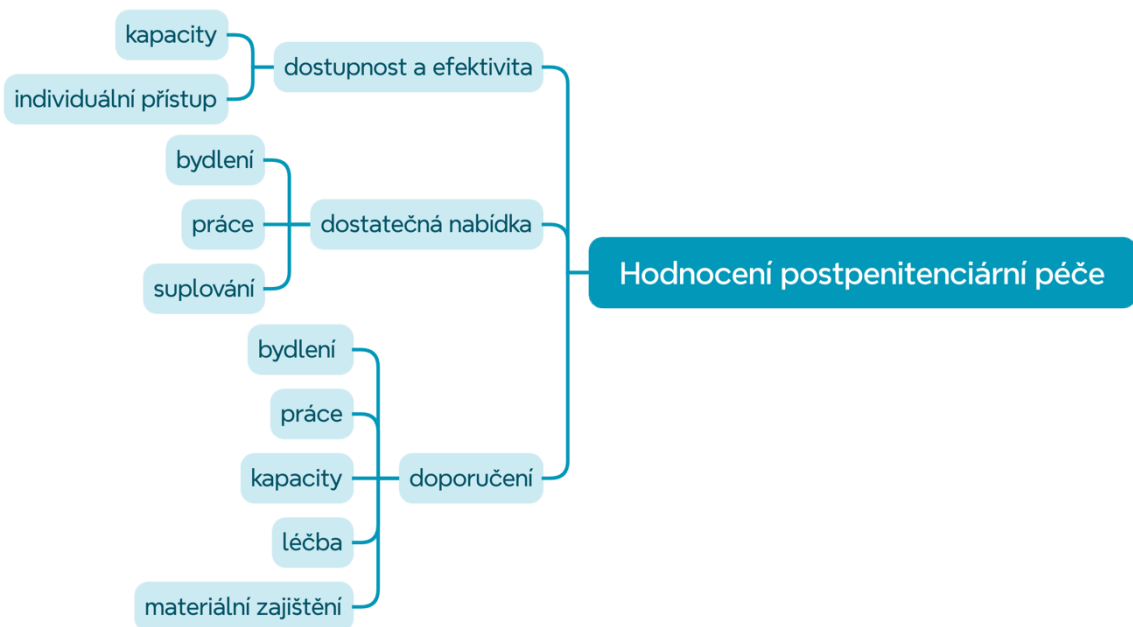 kapacity
dostupnost a efektivita
individuální přístup
bydlení
práce
dostatečná nabídka
suplování
Hodnocení postpenitenciární péče
bydlení
práce
kapacity
doporučení
léčba
materiální zajištění